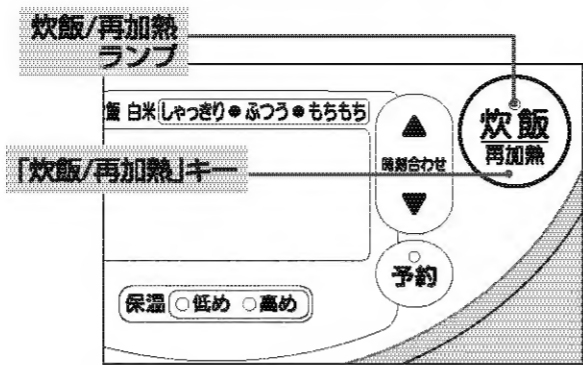 炊飯/再加熱
ランプ
飯 白米 しゃっきり●ふつう●もちもち
炊飯
再加熱
時刻合わせ
「炊飯/再加熱」キー
予約
保温 ○低め ○高め